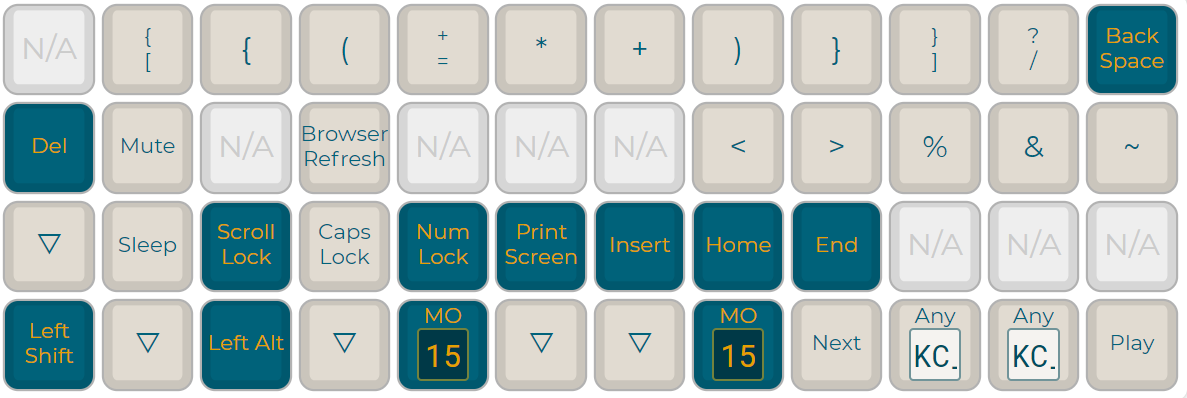 N/A { { ( + * + ) } } ? Back
[ = ] / Space
Del Mute N/A Browser N/A N/A N/A < > % & ~
Refresh
▽ Sleep Scroll Caps Num Print Insert Home End N/A N/A N/A
Lock Lock Lock Screen
Left ▽ Left Alt ▽ MO ▽ ▽ MO Next Any Any Play
Shift 15 15 KC_ KC_